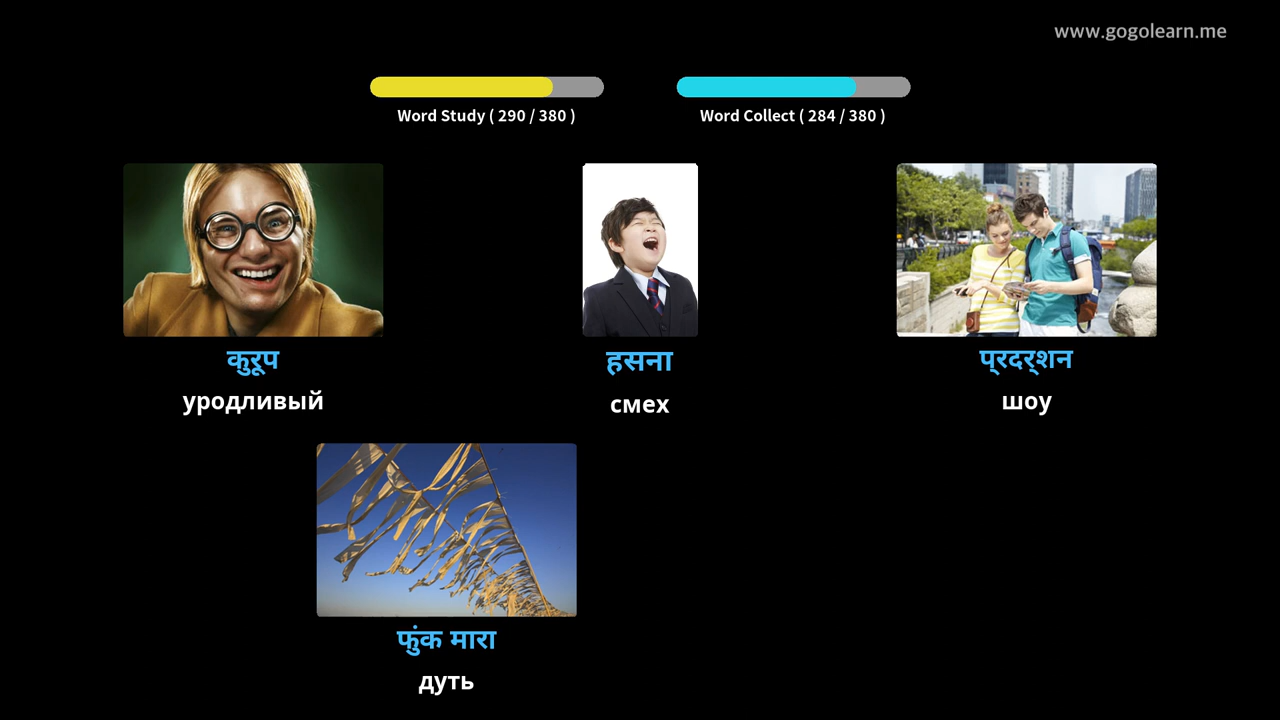 www.gogolearn.me
Word Study ( 290 / 380 )
Word Collect ( 284 / 380 )
कुरूप
हसना
प्रदर्शन
уродливый
смех
шоу
फुंक मारा
дуть